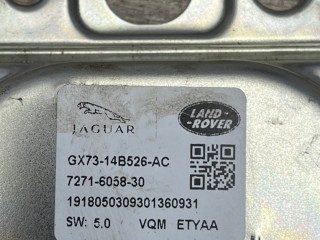 JAGUAR
LAND-
ROVER
GX73-14B526-AC
7271-6058-30
1918050309301360931
SW: 5.0 VQM ETYAA